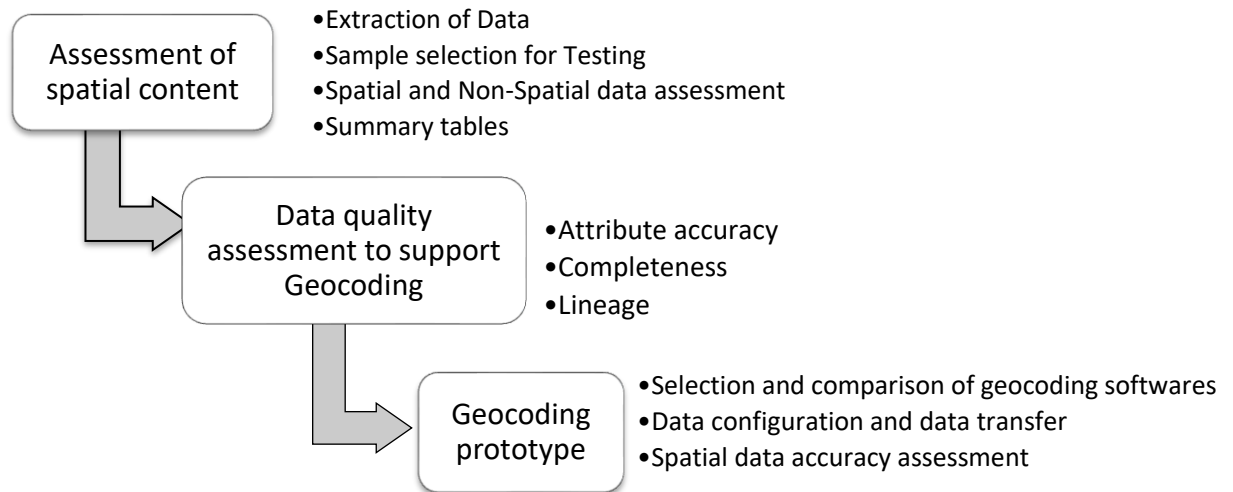 Assessment of
spatial content
•Extraction of Data
•Sample selection for Testing
•Spatial and Non-Spatial data assessment
•Summary tables
Data quality
assessment to support
Geocoding
•Attribute accuracy
•Completeness
•Lineage
Geocoding
prototype
•Selection and comparison of geocoding softwares
•Data configuration and data transfer
•Spatial data accuracy assessment